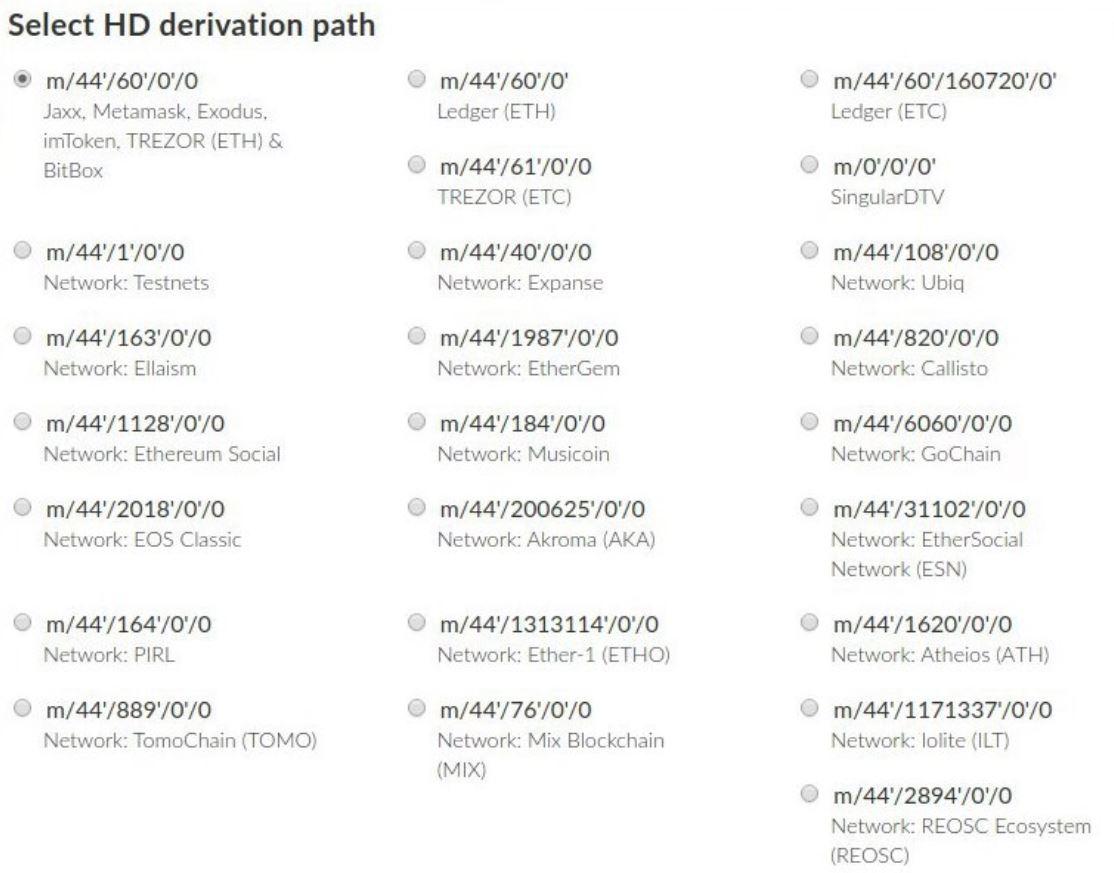 Select HD derivation path
m/44'/60'/0'/0
Jaxx, Metamask, Exodus,
imToken, TREZOR (ETH) &
BitBox
m/44'/60'/0'
Ledger (ETH)
m/44'/60'/160720'/0'
Ledger (ETC)
m/44'/61'/0'/0
TREZOR (ETC)
m/0'/0'/0'
SingularDTV
m/44'/1'/0'/0
Network: Testnets
m/44'/40'/0'/0
Network: Expanse
m/44'/108'/0'/0
Network: Ubiq
m/44'/163'/0'/0
Network: Ellaism
m/44'/1987'/0'/0
Network: EtherGem
m/44'/820'/0'/0
Network: Callisto
m/44'/1128'/0'/0
Network: Ethereum Social
m/44'/184'/0'/0
Network: Musicoin
m/44'/6060'/0'/0
Network: GoChain
m/44'/2018'/0'/0
Network: EOS Classic
m/44'/200625'/0'/0
Network: Akroma (AKA)
m/44'/31102'/0'/0
Network: EtherSocial
Network (ESN)
m/44'/164'/0'/0
Network: PIRL
m/44'/1313114'/0'/0
Network: Ether-1 (ETHO)
m/44'/1620'/0'/0
Network: Atheios (ATH)
m/44'/889'/0'/0
Network: TomoChain (TOMO)
m/44'/76'/0'/0
Network: Mix Blockchain
(MIX)
m/44'/1171337'/0'/0
Network: Iolite (ILT)
m/44'/2894'/0'/0
Network: REOSC Ecosystem
(REOSC)